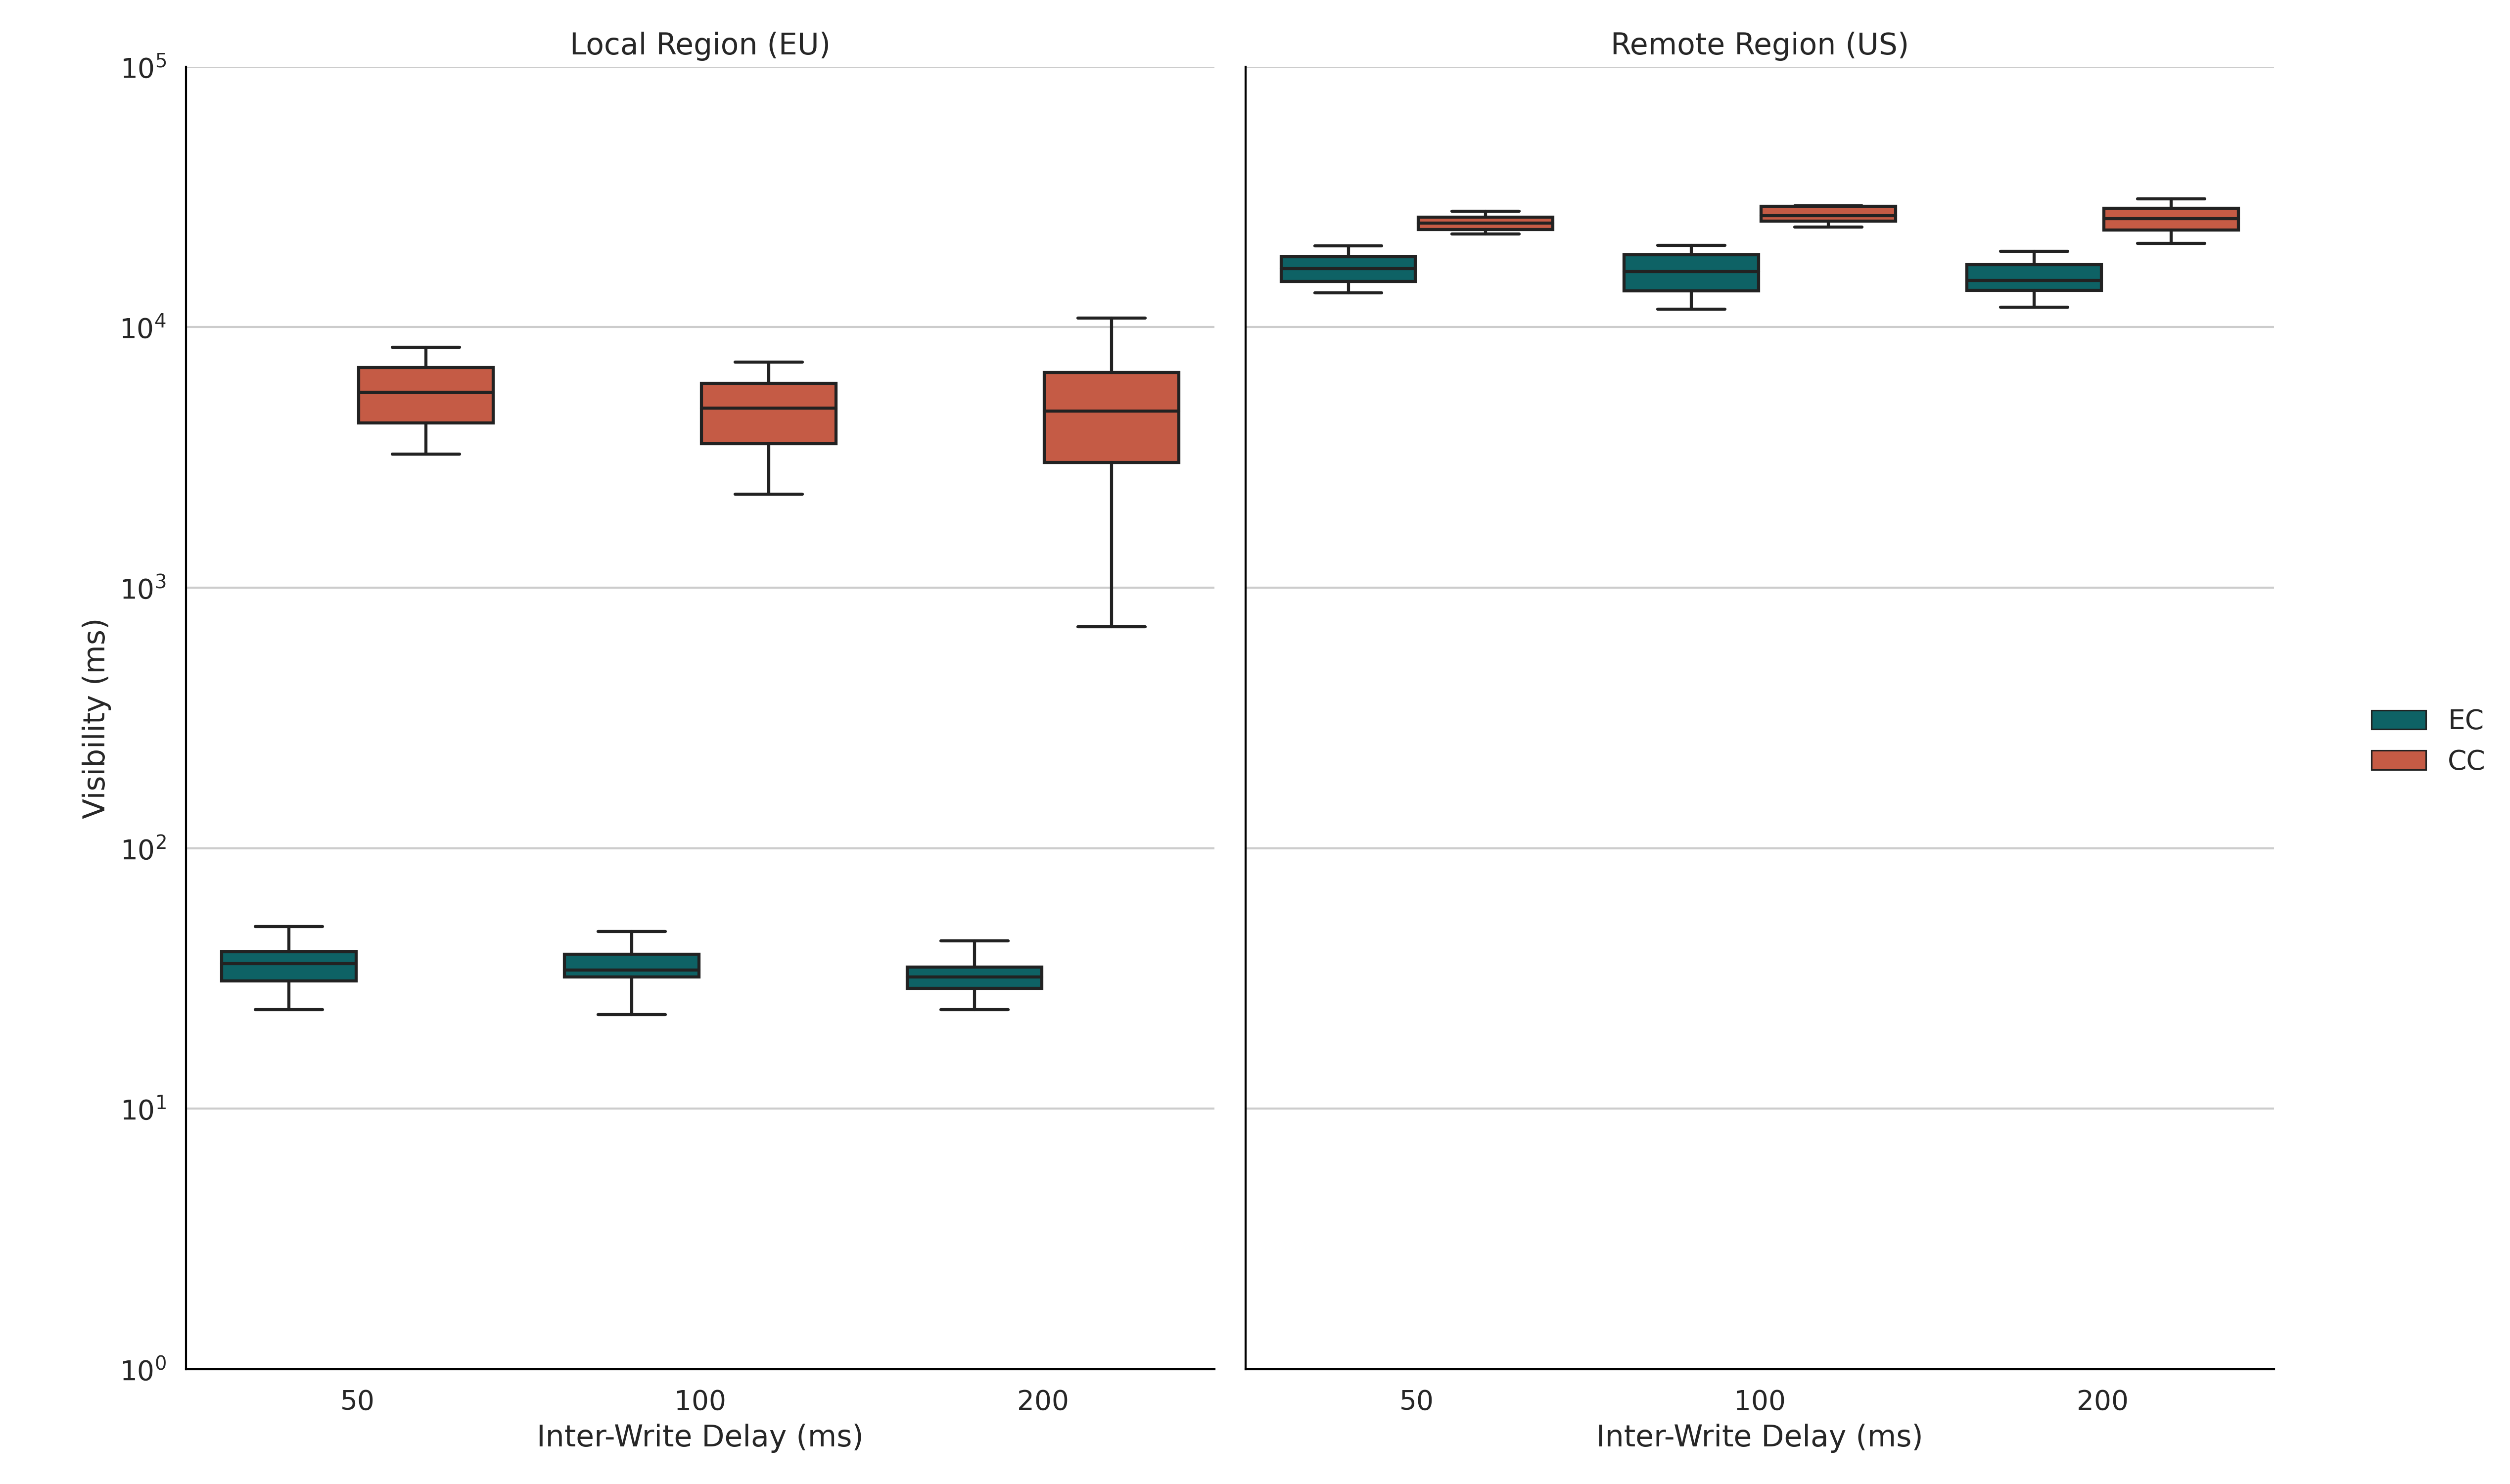 Local Region (EU)
Remote Region (US)
10⁵
10⁴
10³
10²
10¹
10⁰
Visibility (ms)
50 100 200
Inter-Write Delay (ms)
50 100 200
Inter-Write Delay (ms)
EC
CC